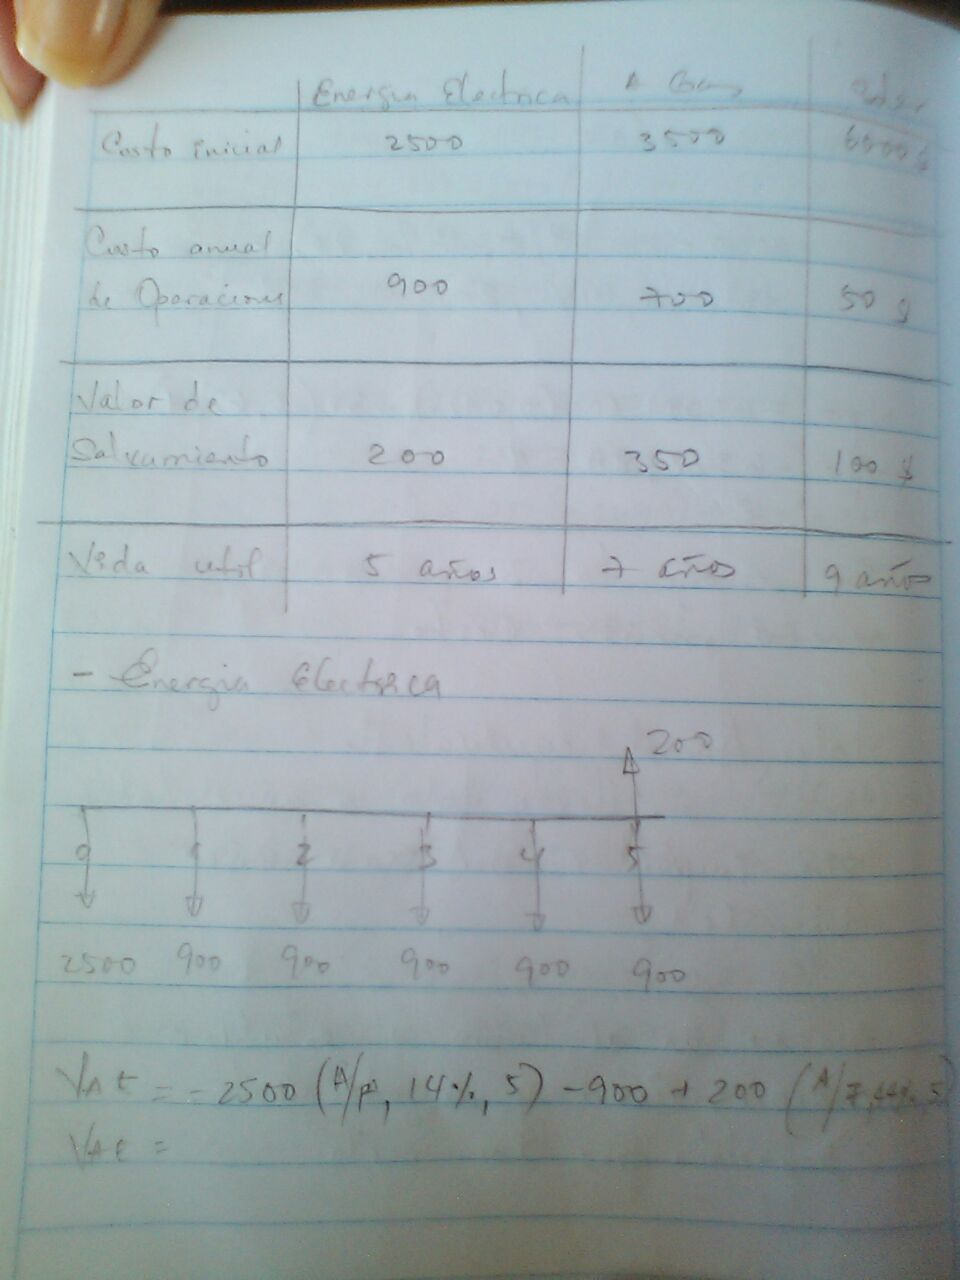 Energia Electrica A Gas Solar
Costo inicial 2500 3500 6000 $
Costo anual
de Operaciones 900 700 50 $
Valor de
Salvamiento 200 350 100 $
Vida util 5 años 7 años 9 años
- Energia Electrica
200
0 1 2 3 4 5
2500 900 900 900 900 900
VAE = -2500 (A/P, 14%, 5) -900 + 200 (A/F, 14%, 5)
VAE =